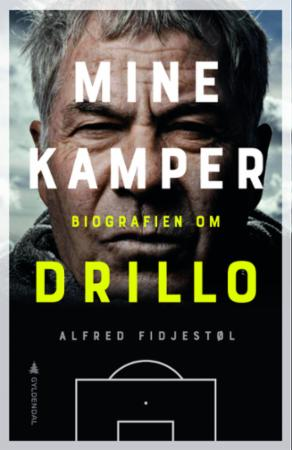 MINE
KAMPER
BIOGRAFIEN OM
DRILLO
ALFRED FIDJESTØL
GYLDENDAL